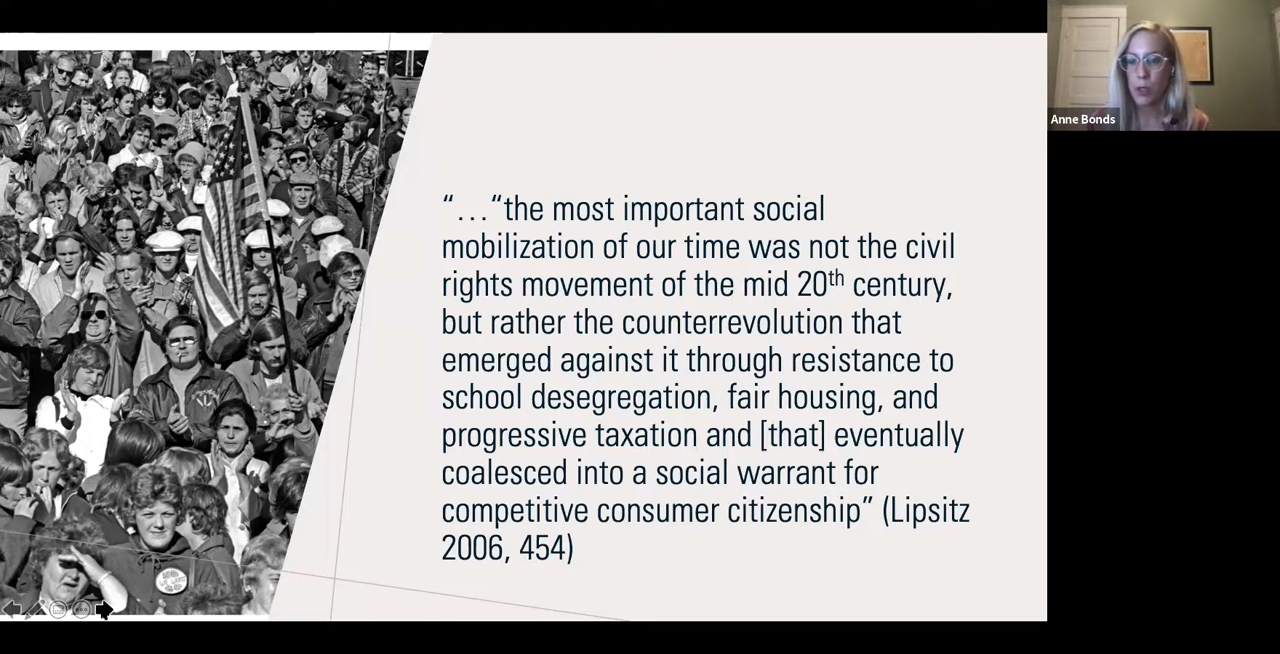 Anne Bonds
“…“the most important social
mobilization of our time was not the civil
rights movement of the mid 20th century,
but rather the counterrevolution that
emerged against it through resistance to
school desegregation, fair housing, and
progressive taxation and [that] eventually
coalesced into a social warrant for
competitive consumer citizenship” (Lipsitz
2006, 454)